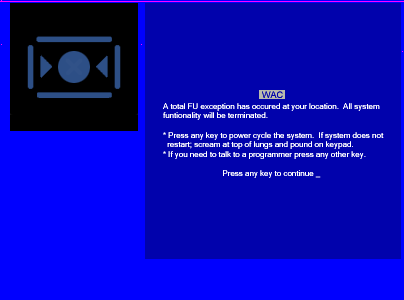 WAC
A total FU exception has occured at your location.  All system
funtionality will be terminated.
* Press any key to power cycle the system.  If system does not
restart; scream at top of lungs and pound on keypad.
* If you need to talk to a programmer press any other key.
Press any key to continue _